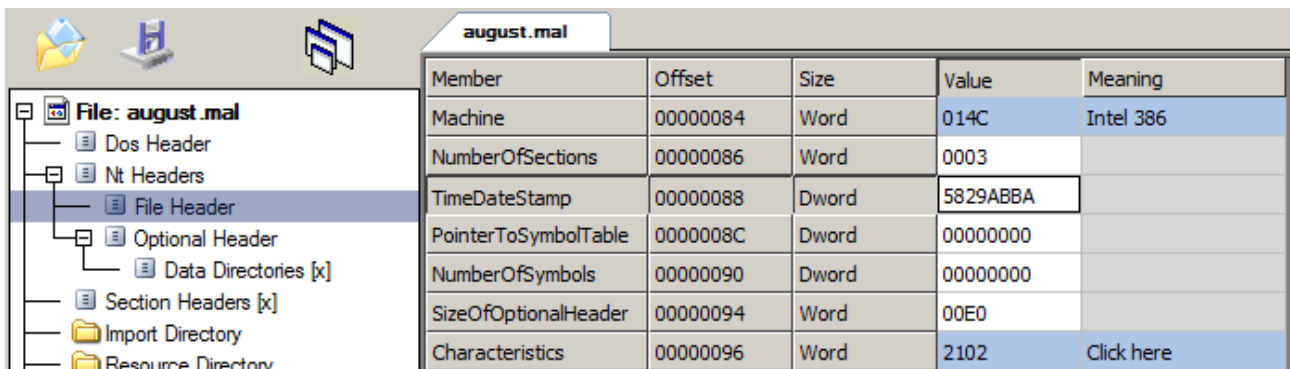 august.mal
Member Offset Size Value Meaning
File: august.mal
Machine 00000084 Word 014C Intel 386
Dos Header
NumberOfSections 00000086 Word 0003
Nt Headers
TimeDateStamp 00000088 Dword 5829ABBA
File Header
PointerToSymbolTable 0000008C Dword 00000000
Optional Header
Data Directories [x]
NumberOfSymbols 00000090 Dword 00000000
Section Headers [x]
SizeOfOptionalHeader 00000094 Word 00E0
Import Directory
Characteristics 00000096 Word 2102 Click here
Resource Directory